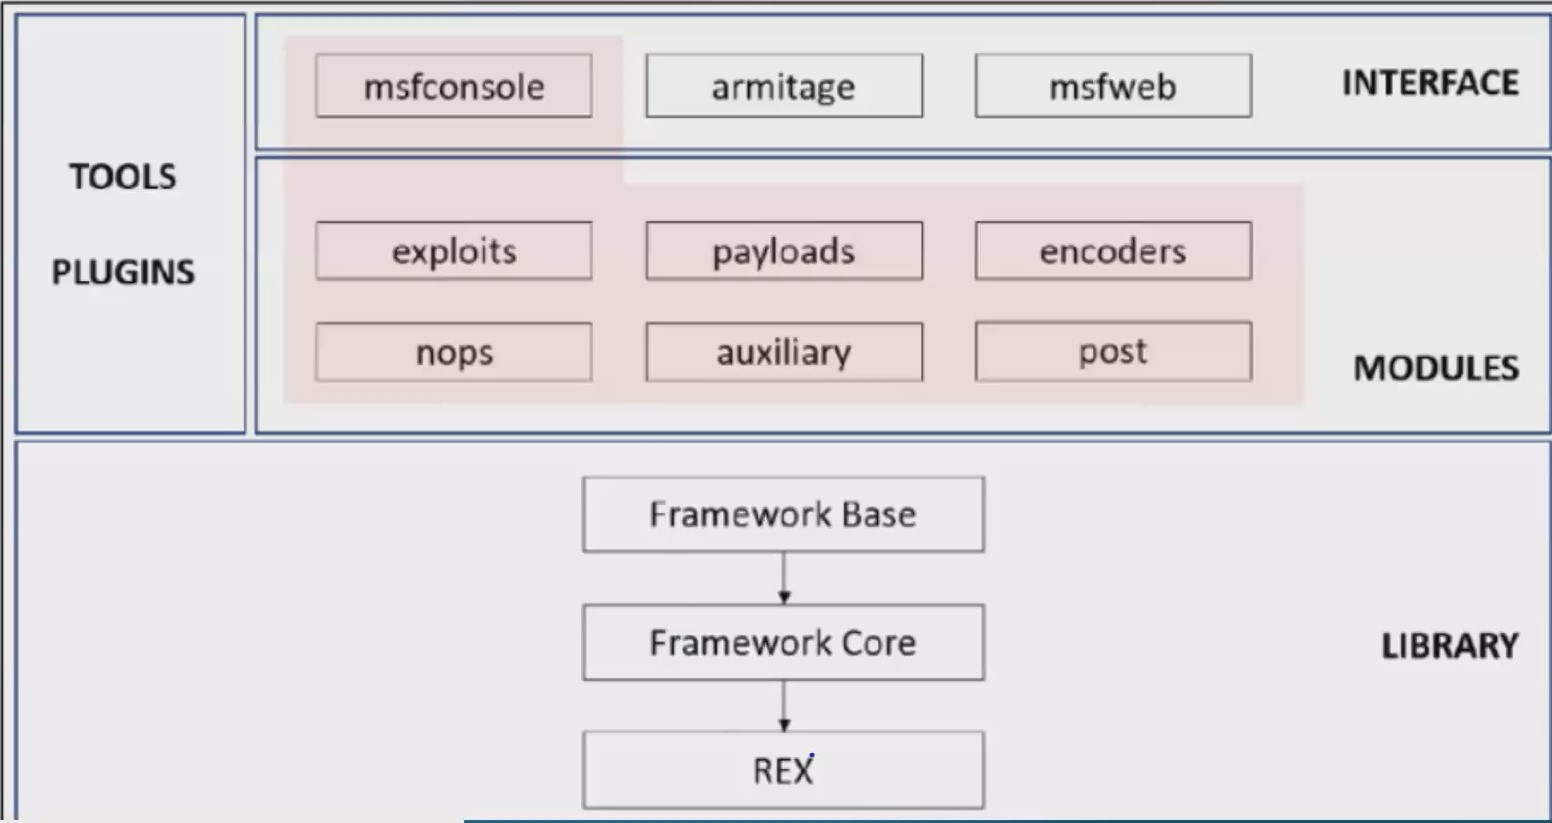 TOOLS
PLUGINS
msfconsole
armitage
msfweb
INTERFACE
exploits
payloads
encoders
nops
auxiliary
post
MODULES
Framework Base
Framework Core
REX
LIBRARY